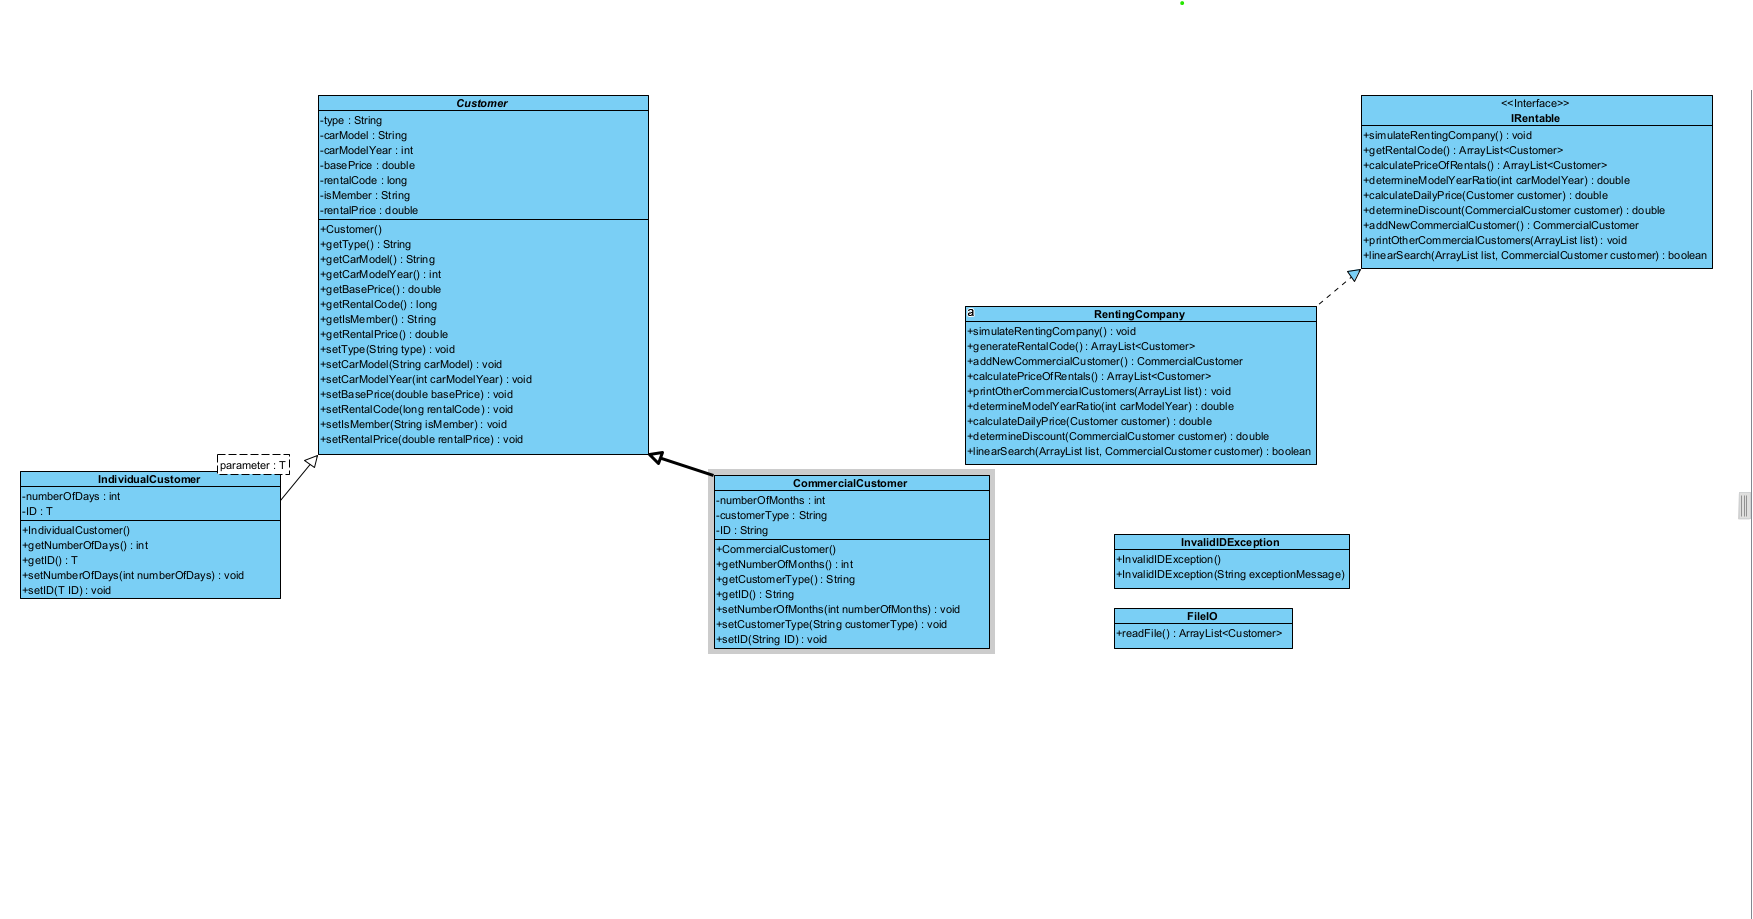 Customer
-type : String
-carModel : String
-carModelYear : int
-basePrice : double
-rentalCode : long
-isMember : String
-rentalPrice : double
+Customer()
+getType() : String
+getCarModel() : String
+getCarModelYear() : int
+getBasePrice() : double
+getRentalCode() : long
+getIsMember() : String
+getRentalPrice() : double
+setType(String type) : void
+setCarModel(String carModel) : void
+setCarModelYear(int carModelYear) : void
+setBasePrice(double basePrice) : void
+setRentalCode(long rentalCode) : void
+setIsMember(String isMember) : void
+setRentalPrice(double rentalPrice) : void
parameter : T
IndividualCustomer
-numberOfDays : int
-ID : T
+IndividualCustomer()
+getNumberOfDays() : int
+getID() : T
+setNumberOfDays(int numberOfDays) : void
+setID(T ID) : void
CommercialCustomer
-numberOfMonths : int
-customerType : String
-ID : String
+CommercialCustomer()
+getNumberOfMonths() : int
+getCustomerType() : String
+getID() : String
+setNumberOfMonths(int numberOfMonths) : void
+setCustomerType(String customerType) : void
+setID(String ID) : void
<<Interface>>
IRentable
+simulateRentingCompany() : void
+getRentalCode() : ArrayList<Customer>
+calculatePriceOfRentals() : ArrayList<Customer>
+determineModelYearRatio(int carModelYear) : double
+calculateDailyPrice(Customer customer) : double
+determineDiscount(CommercialCustomer customer) : double
+addNewCommercialCustomer() : CommercialCustomer
+printOtherCommercialCustomers(ArrayList list) : void
+linearSearch(ArrayList list, CommercialCustomer customer) : boolean
a
RentingCompany
+simulateRentingCompany() : void
+generateRentalCode() : ArrayList<Customer>
+addNewCommercialCustomer() : CommercialCustomer
+calculatePriceOfRentals() : ArrayList<Customer>
+printOtherCommercialCustomers(ArrayList list) : void
+determineModelYearRatio(int carModelYear) : double
+calculateDailyPrice(Customer customer) : double
+determineDiscount(CommercialCustomer customer) : double
+linearSearch(ArrayList list, CommercialCustomer customer) : boolean
InvalidIDException
+InvalidIDException()
+InvalidIDException(String exceptionMessage)
FileIO
+readFile() : ArrayList<Customer>